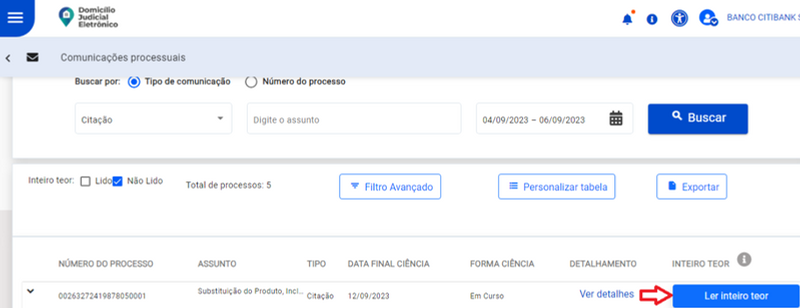 Domicílio
Judicial
Eletrônico
BANCO CITIBANK S
Comunicações processuais
Buscar por: Tipo de comunicação Número do processo
Citação Digite o assunto 04/09/2023 – 06/09/2023 Buscar
Inteiro teor: Lido Não Lido Total de processos: 5 Filtro Avançado Personalizar tabela Exportar
NÚMERO DO PROCESSO ASSUNTO TIPO DATA FINAL CIÊNCIA FORMA CIÊNCIA DETALHAMENTO INTEIRO TEOR
00263272419878050001 Substituição do Produto, Incl... Citação 12/09/2023 Em Curso Ver detalhes Ler inteiro teor